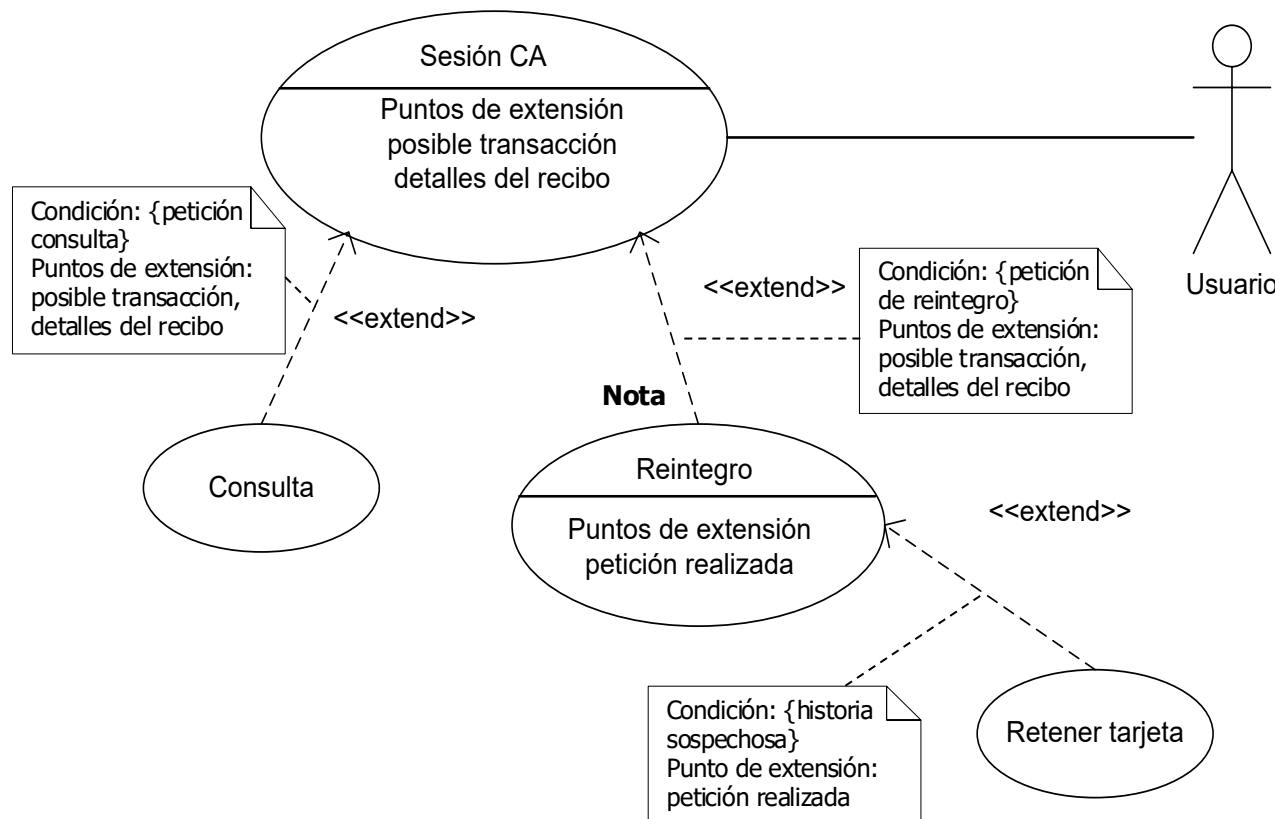 Sesión CA
Puntos de extensión
posible transacción
detalles del recibo
Usuario
Condición: {petición
consulta}
Puntos de extensión:
posible transacción,
detalles del recibo
<<extend>>
<<extend>>
Condición: {petición
de reintegro}
Puntos de extensión:
posible transacción,
detalles del recibo
Nota
Consulta
Reintegro
Puntos de extensión
petición realizada
<<extend>>
Condición: {historia
sospechosa}
Punto de extensión:
petición realizada
Retener tarjeta